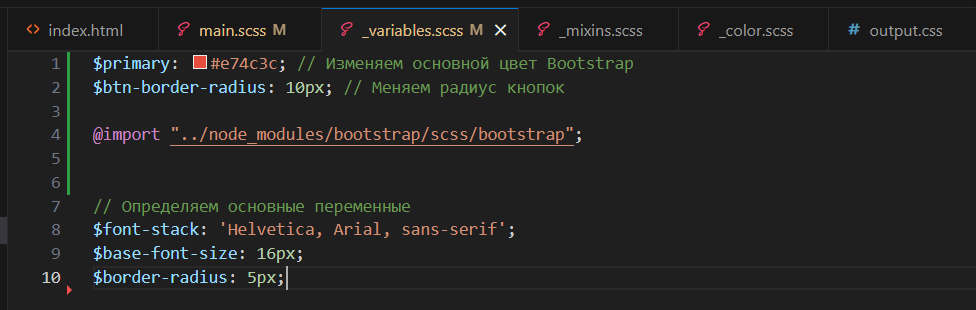 index.html main.scss M _variables.scss M _mixins.scss _color.scss # output.css
1 $primary: #e74c3c; // Изменяем основной цвет Bootstrap
2 $btn-border-radius: 10px; // Меняем радиус кнопок
3
4 @import "../node_modules/bootstrap/scss/bootstrap";
5
6
7 // Определяем основные переменные
8 $font-stack: 'Helvetica, Arial, sans-serif';
9 $base-font-size: 16px;
10 $border-radius: 5px;